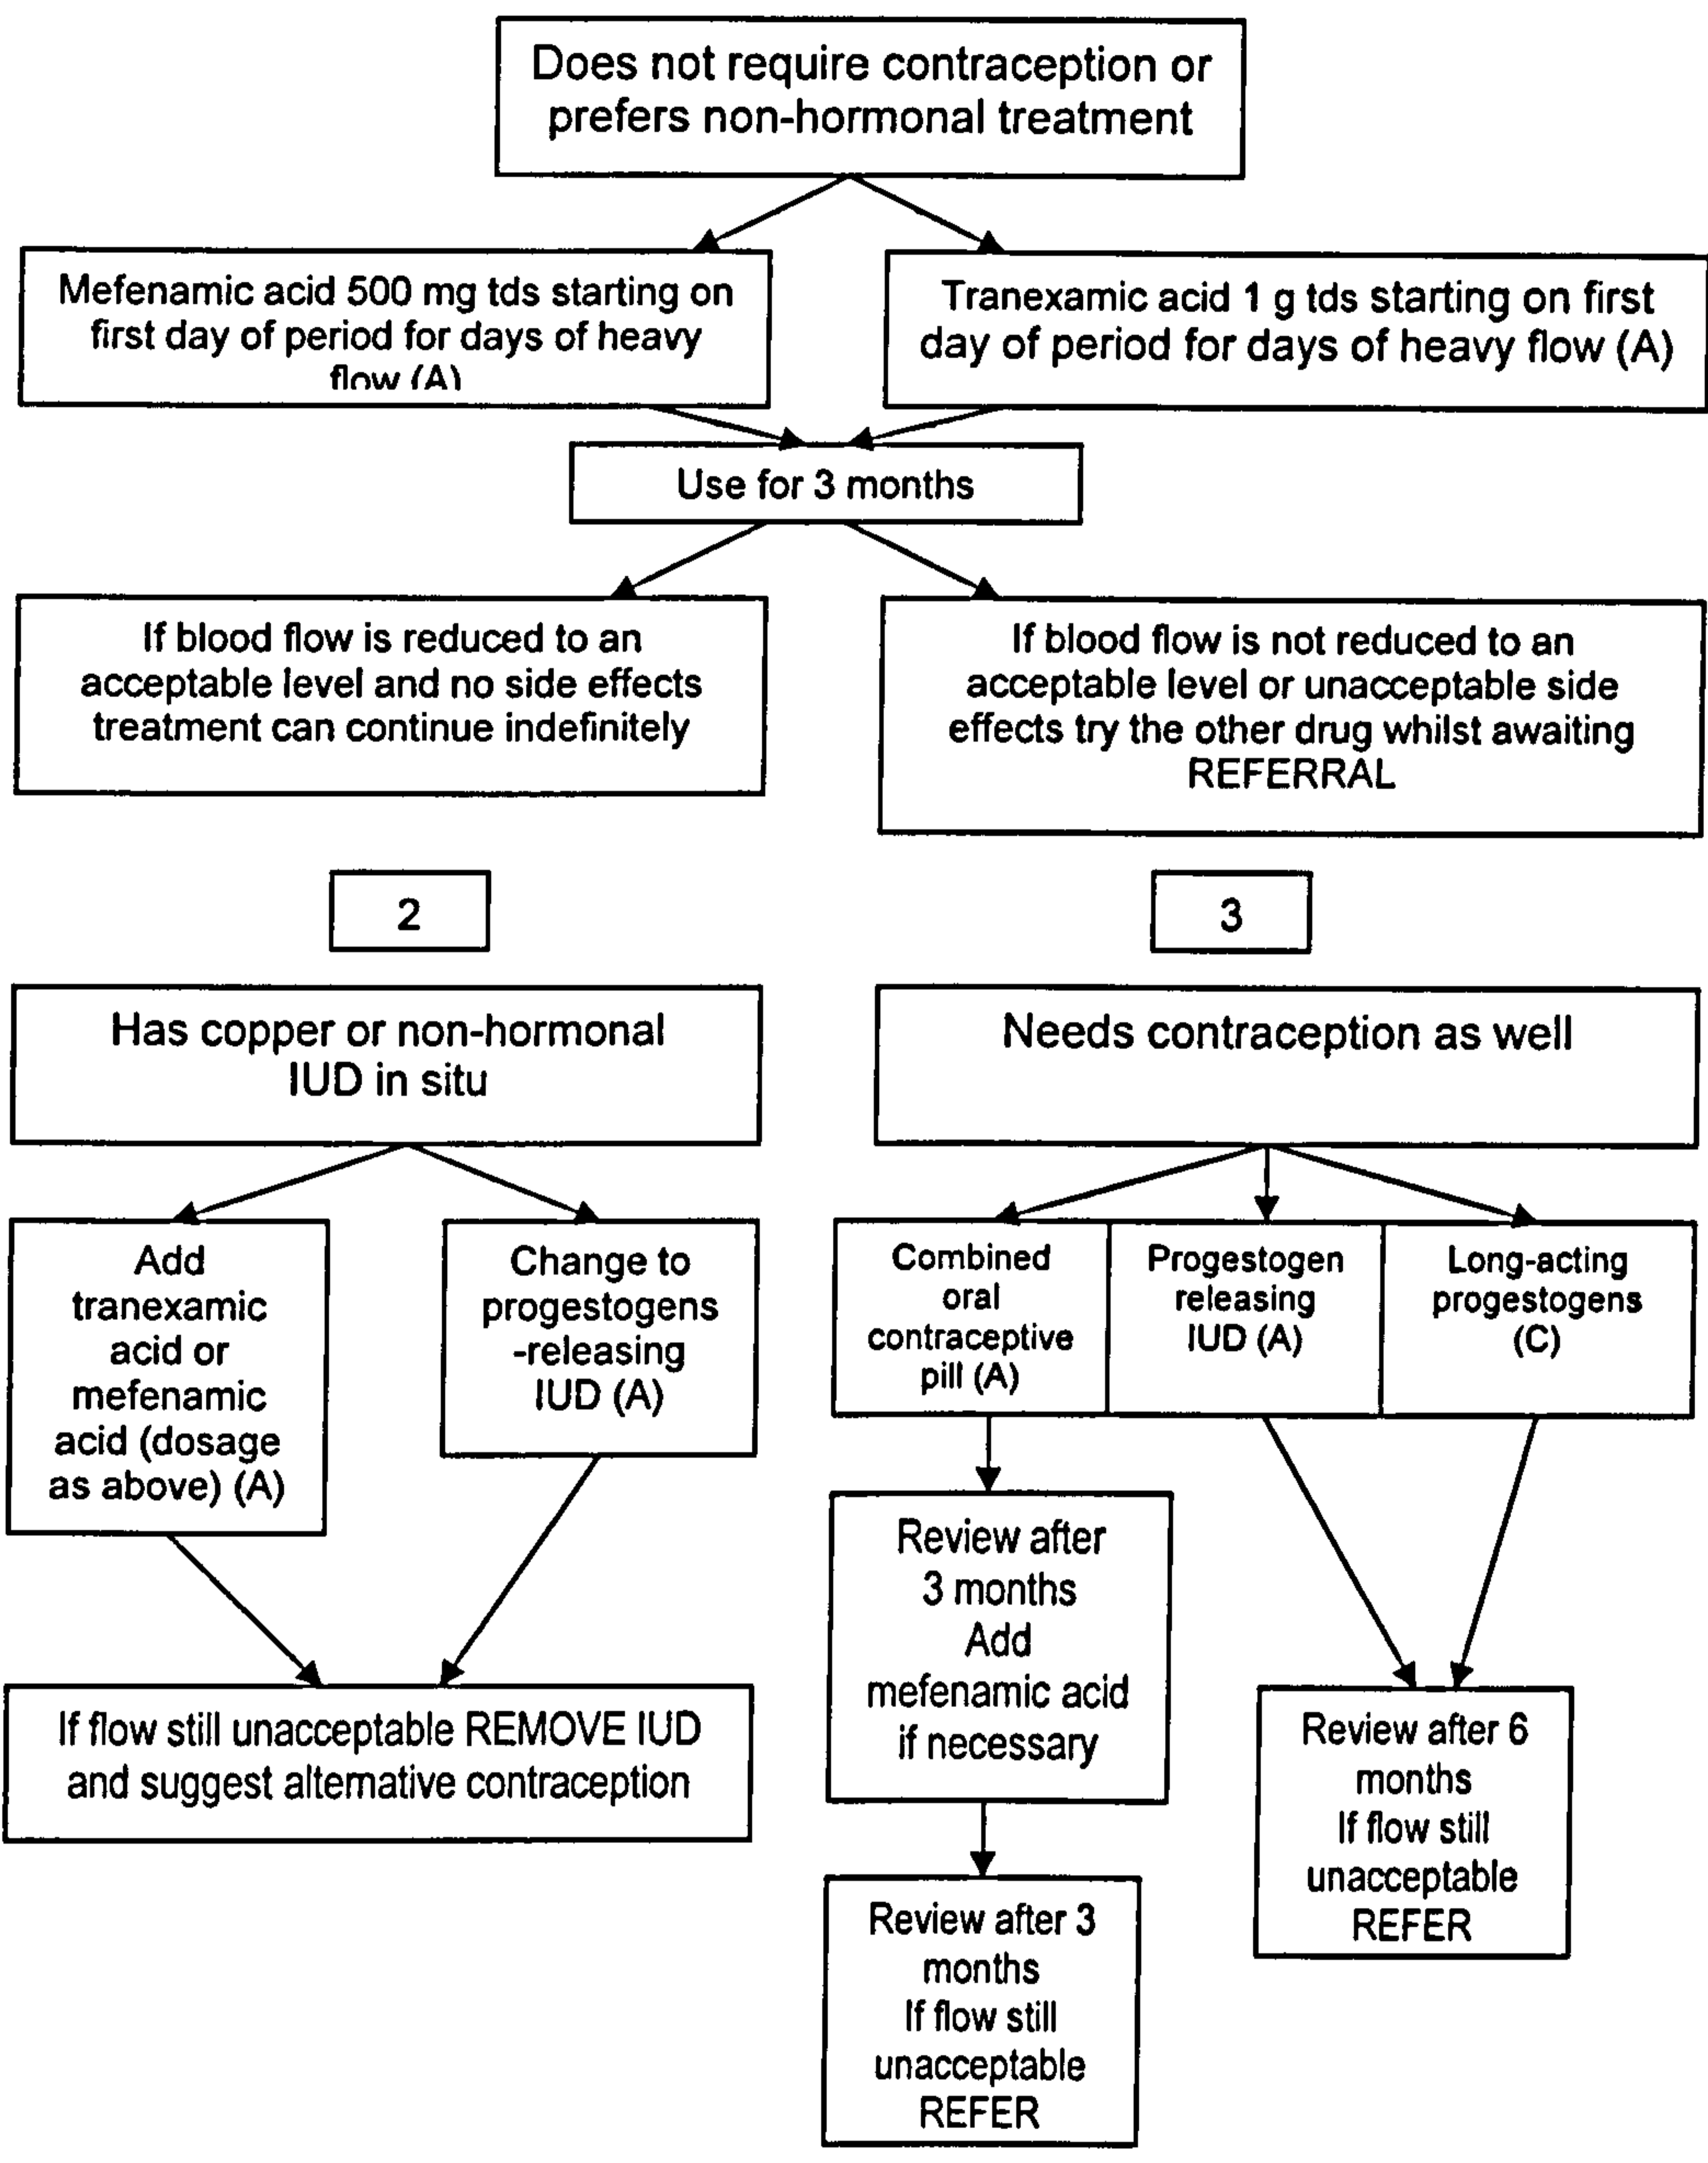 Does not require contraception or
prefers non-hormonal treatment
Mefenamic acid 500 mg tds starting on
first day of period for days of heavy
flow (A)
Tranexamic acid 1 g tds starting on first
day of period for days of heavy flow (A)
Use for 3 months
If blood flow is reduced to an
acceptable level and no side effects
treatment can continue indefinitely
If blood flow is not reduced to an
acceptable level or unacceptable side
effects try the other drug whilst awaiting
REFERRAL
2
Has copper or non-hormonal
IUD in situ
Add
tranexamic
acid or
mefenamic
acid (dosage
as above) (A)
Change to
progestogens
-releasing
IUD (A)
If flow still unacceptable REMOVE IUD
and suggest alternative contraception
3
Needs contraception as well
Combined
oral
contraceptive
pill (A)
Progestogen
releasing
IUD (A)
Long-acting
progestogens
(C)
Review after
3 months
Add
mefenamic acid
if necessary
Review after 3
months
If flow still
unacceptable
REFER
Review after 6
months
If flow still
unacceptable
REFER